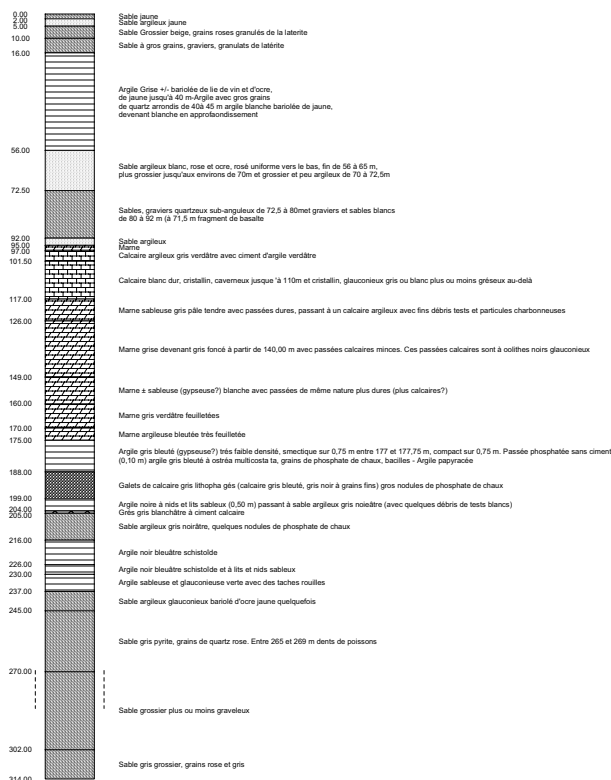 0.00 Sable jaune
2.00 Sable argileux jaune
5.00 Sable Grossier beige, grains roses granulés de la laterite
10.00 Sable à gros grains, graviers, granulats de latérite
16.00
Argile Grise +/- bariolée de lie de vin et d'ocre,
de jaune jusqu'à 40 m-Argile avec gros grains
de quartz arrondis de 40à 45 m argile blanche bariolée de jaune,
devenant blanche en approfaondissement
56.00
Sable argileux blanc, rose et ocre, rosé uniforme vers le bas, fin de 56 à 65 m,
plus grossier jusqu'aux environs de 70m et grossier et peu argileux de 70 à 72,5m
72.50
Sables, graviers quartzeux sub-anguleux de 72,5 à 80met graviers et sables blancs
de 80 à 92 m (à 71,5 m fragment de basalte
92.00 Sable argileux
95.00 Marne
97.00 Calcaire argileux gris verdâtre avec ciment d'argile verdâtre
101.50
Calcaire blanc dur, cristallin, caverneux jusque 'à 110m et cristallin, glauconieux gris ou blanc plus ou moins gréseux au-delà
117.00
Marne sableuse gris pâle tendre avec passées dures, passant à un calcaire argileux avec fins débris tests et particules charbonneuses
126.00
Marne grise devenant gris foncé à partir de 140,00 m avec passées calcaires minces. Ces passées calcaires sont à oolithes noirs glauconieux
149.00
Marne ± sableuse (gypseuse?) blanche avec passées de même nature plus dures (plus calcaires?)
160.00
Marne gris verdâtre feuilletées
170.00
Marne argileuse bleutée très feuilletée
175.00
Argile gris bleuté (gypseuse?) trés faible densité, smectique sur 0,75 m entre 177 et 177,75 m, compact sur 0,75 m. Passée phosphatée sans ciment
(0,10 m) argile gris bleuté à ostréa multicosta ta, grains de phosphate de chaux, bacilles - Argile papyracée
188.00
Galets de calcaire gris lithopha gés (calcaire gris bleuté, gris noir à grains fins) gros nodules de phosphate de chaux
199.00
Argile noire à nids et lits sableux (0,50 m) passant à sable argileux gris noieâtre (avec quelques débris de tests blancs)
204.00 Grés gris blanchâtre à ciment calcaire
205.00
Sable argileux gris noirâtre, quelques nodules de phosphate de chaux
216.00
Argile noir bleuâtre schistoîde
226.00
Argile noir bleuâtre schistoîde et à lits et nids sableux
230.00
Argile sableuse et glauconieuse verte avec des taches rouilles
237.00
Sable argileux glauconieux bariolé d'ocre jaune quelquefois
245.00
Sable gris pyrite, grains de quartz rose. Entre 265 et 269 m dents de poissons
270.00
Sable grossier plus ou moins graveleux
302.00
Sable gris grossier, grains rose et gris
314.00